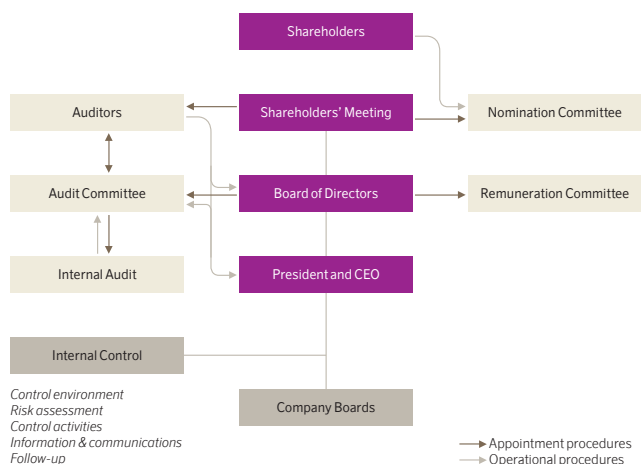 Shareholders
Auditors
Shareholders' Meeting
Nomination Committee
Audit Committee
Board of Directors
Remuneration Committee
Internal Audit
President and CEO
Internal Control
Control environment
Risk assessment
Control activities
Information & communications
Follow-up
Company Boards
Appointment procedures
Operational procedures